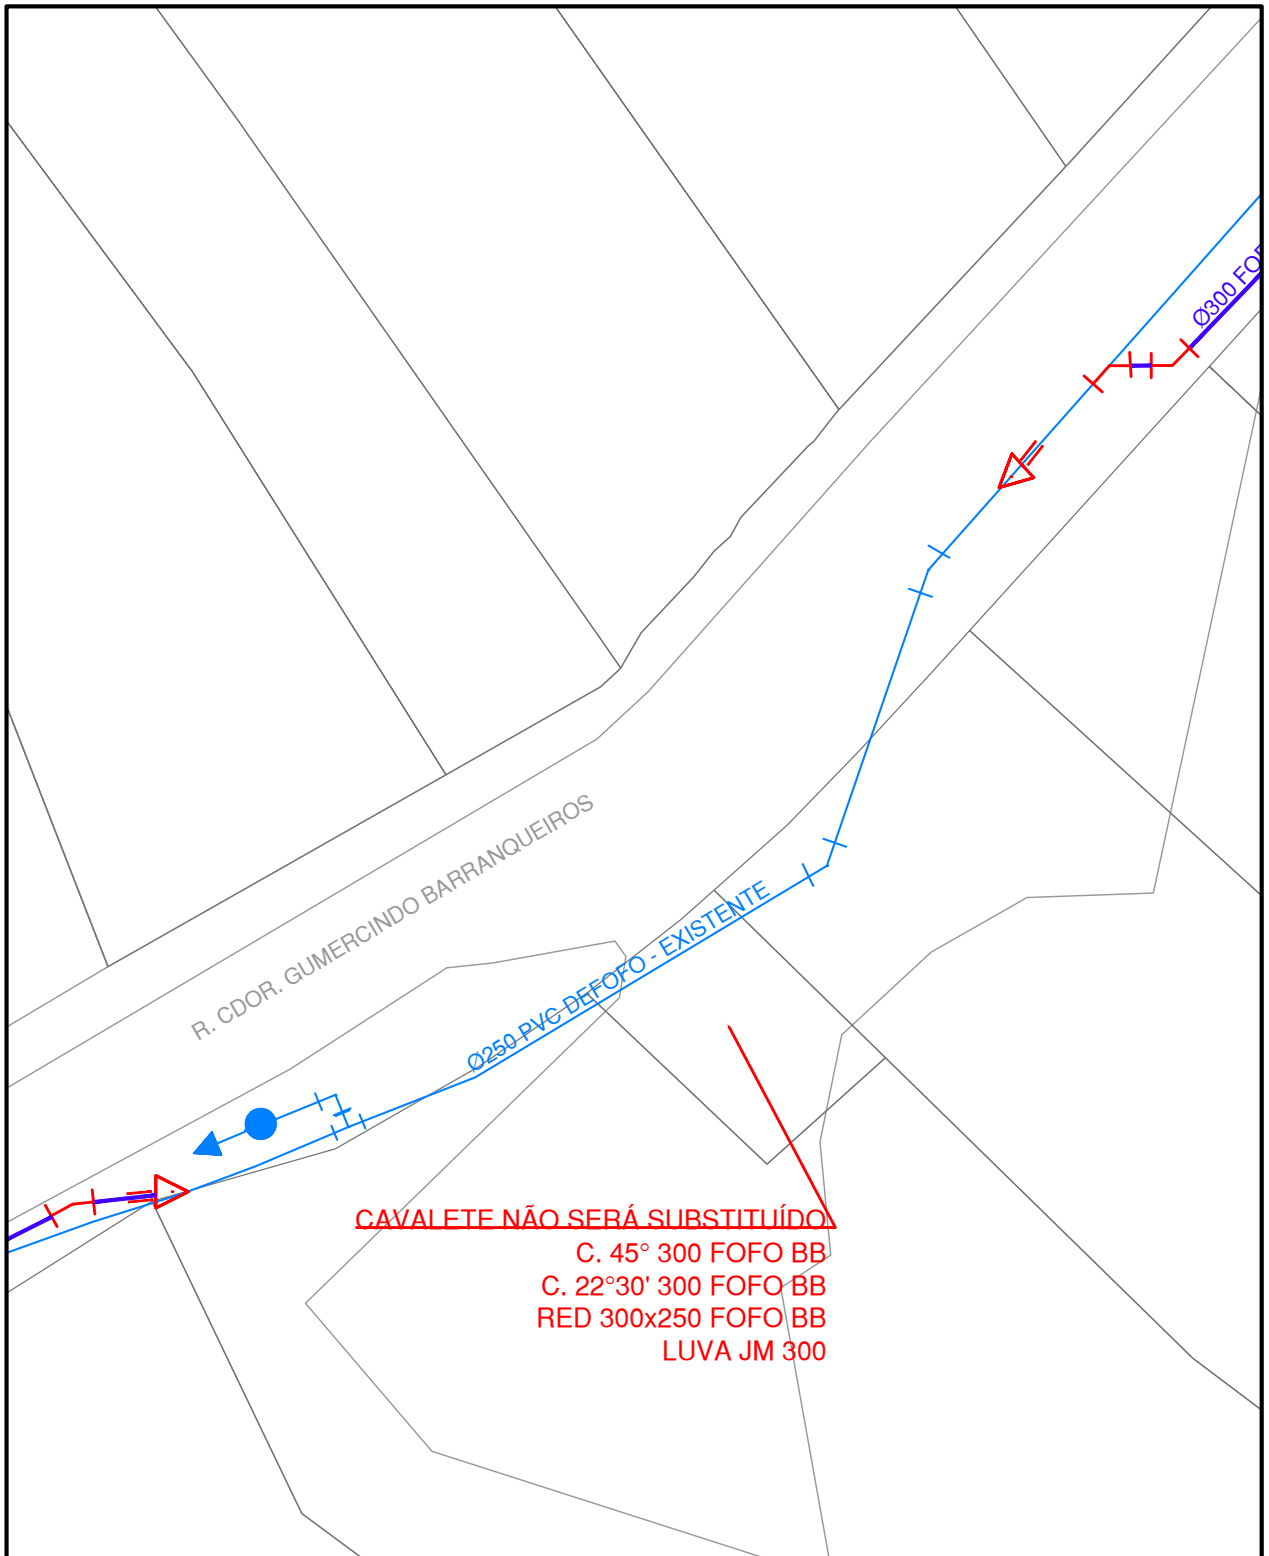 Ø300 FOF
R. CDOR. GUMERCINDO BARRANQUEIROS
Ø250 PVC DEFOFO - EXISTENTE
CAVALETE NÃO SERÁ SUBSTITUÍDO
C. 45° 300 FOFO BB
C. 22°30' 300 FOFO BB
RED 300x250 FOFO BB
LUVA JM 300